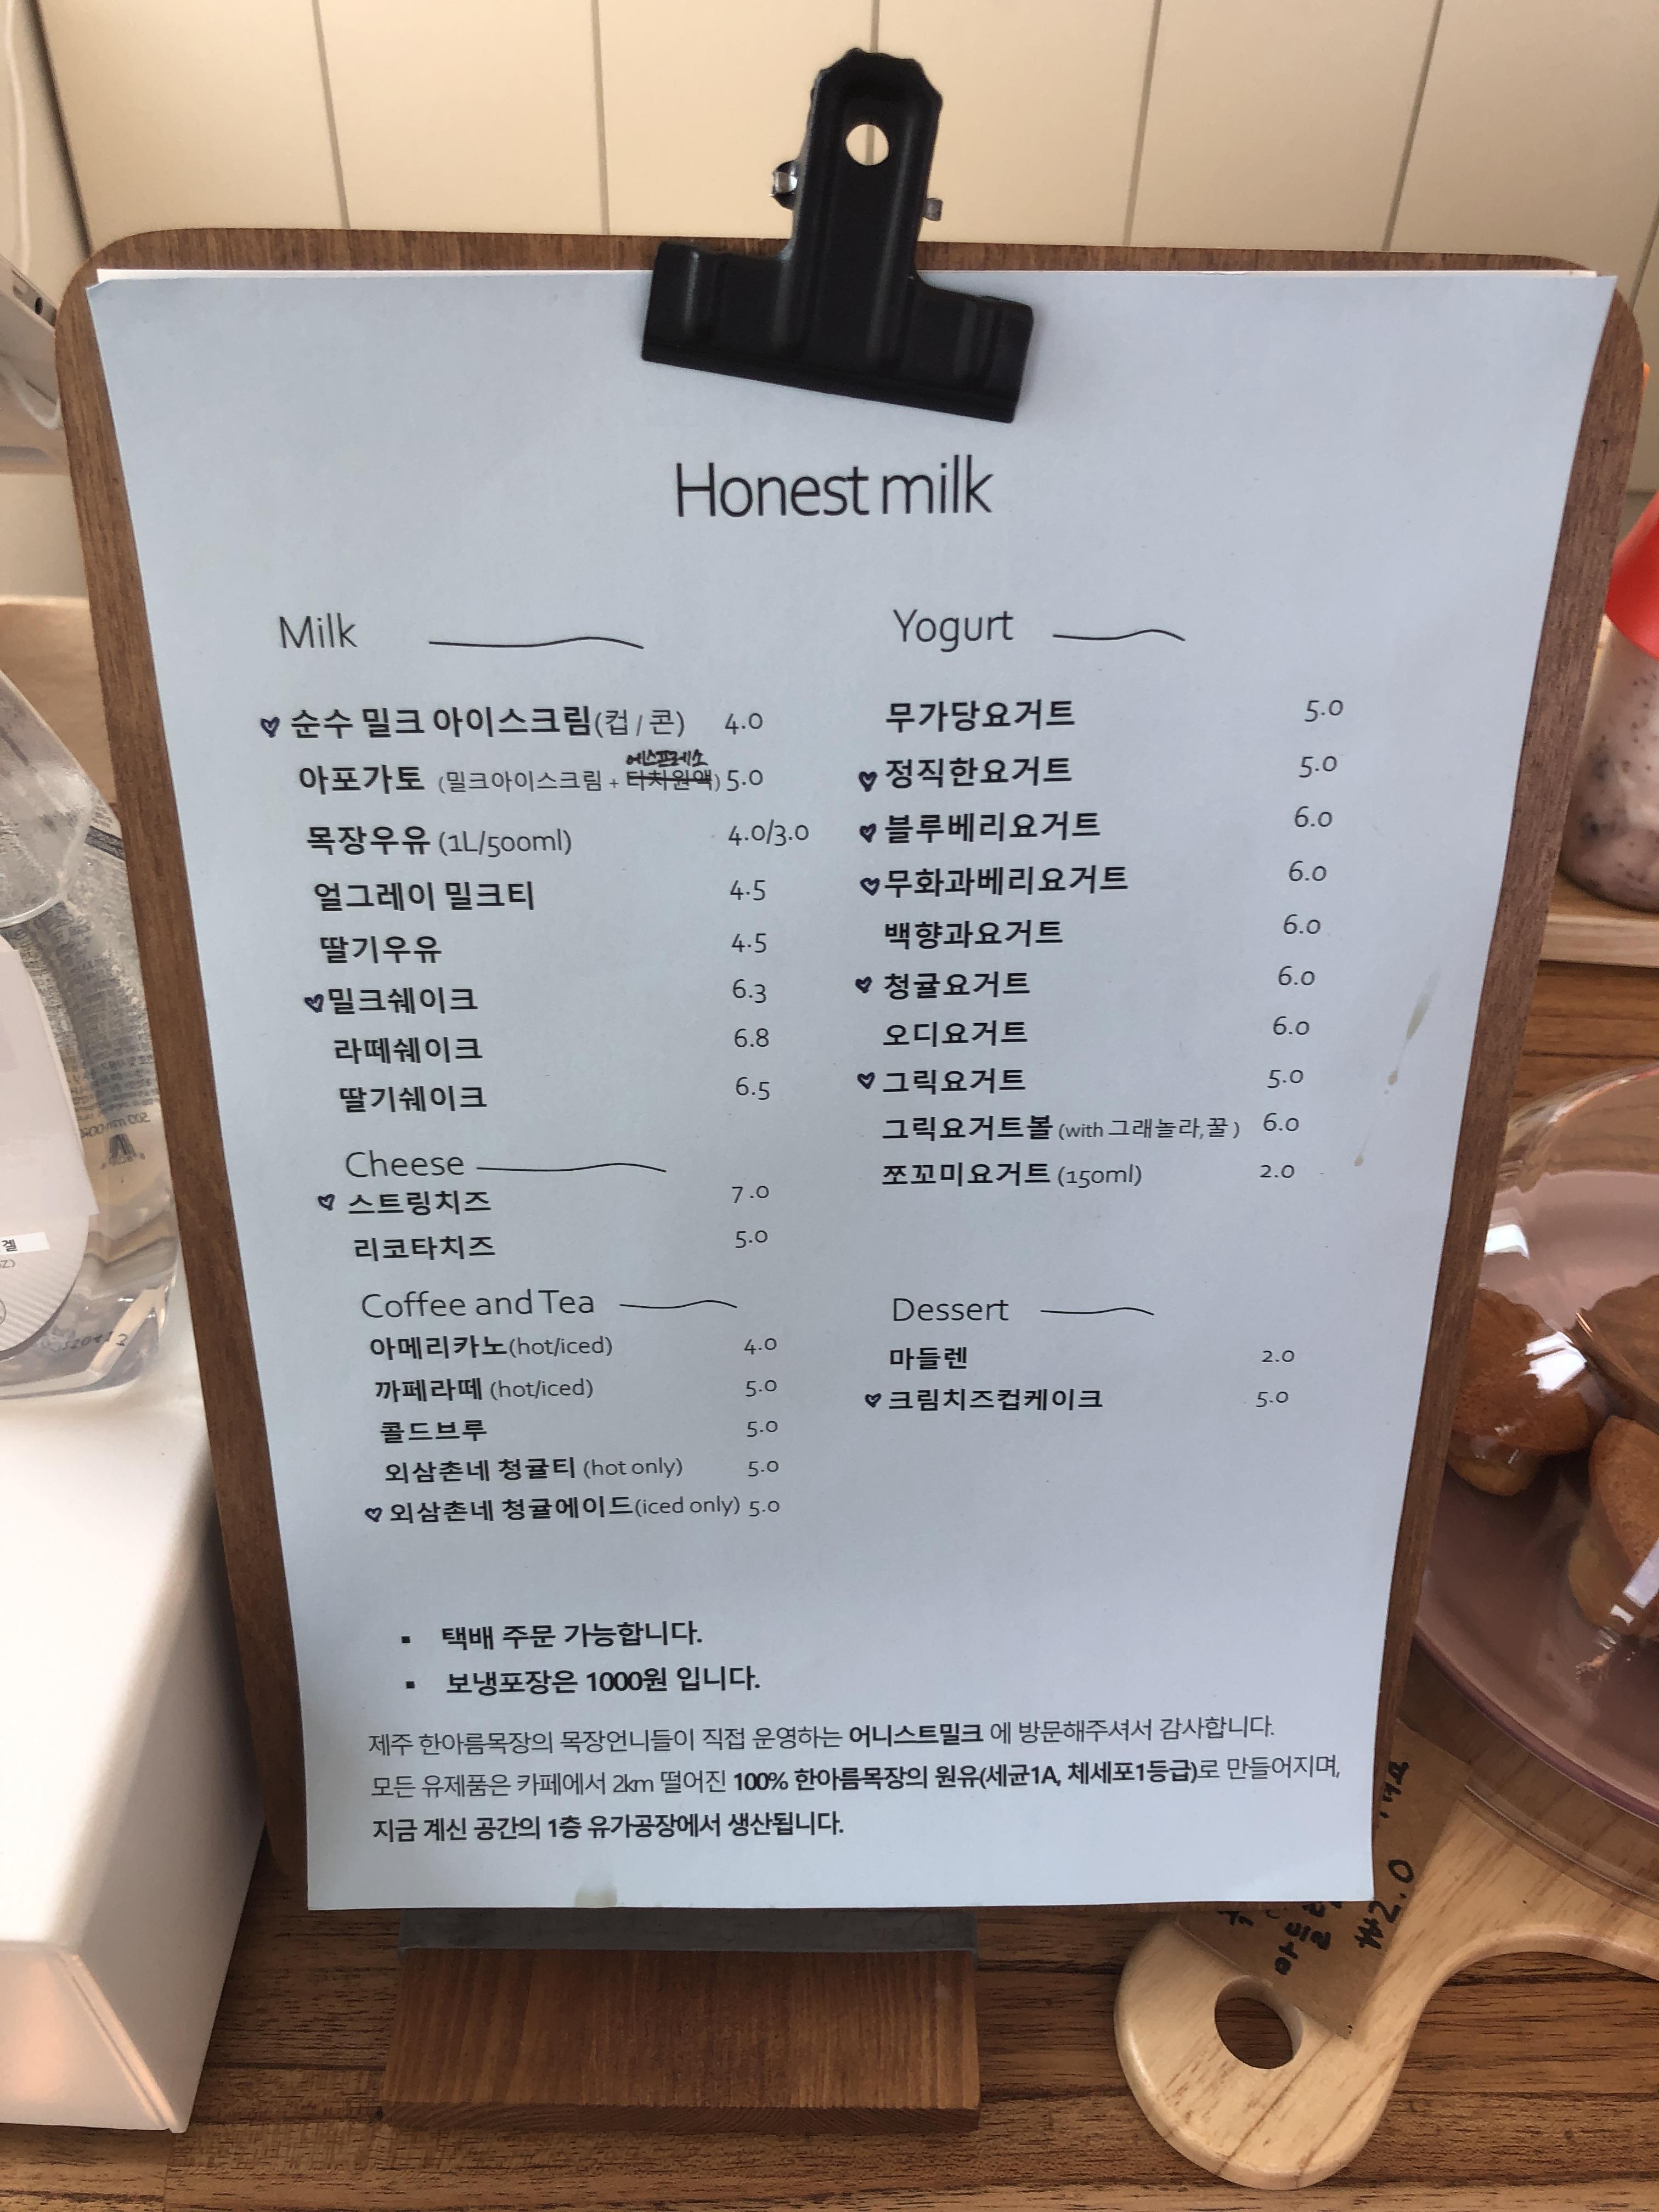 Honest milk
Milk
♥ 순수 밀크 아이스크림(컵 / 콘) 4.0
에스프레소
아포가토 (밀크아이스크림 + 더치원액) 5.0
목장우유 (1L/500ml) 4.0/3.0
얼그레이 밀크티 4.5
딸기우유 4.5
♥ 밀크쉐이크 6.3
라떼쉐이크 6.8
딸기쉐이크 6.5
Cheese
♥ 스트링치즈 7.0
리코타치즈 5.0
Coffee and Tea
아메리카노(hot/iced) 4.0
까페라떼 (hot/iced) 5.0
콜드브루 5.0
외삼촌네 청귤티 (hot only) 5.0
♥ 외삼촌네 청귤에이드(iced only) 5.0
Yogurt
무가당요거트 5.0
♥ 정직한요거트 5.0
♥ 블루베리요거트 6.0
♥ 무화과베리요거트 6.0
백향과요거트 6.0
♥ 청귤요거트 6.0
오디요거트 6.0
♥ 그릭요거트 5.0
그릭요거트볼 (with 그래놀라,꿀) 6.0
쪼꼬미요거트 (150ml) 2.0
Dessert
마들렌 2.0
♥ 크림치즈컵케이크 5.0
▪ 택배 주문 가능합니다.
▪ 보냉포장은 1000원 입니다.
제주 한아름목장의 목장언니들이 직접 운영하는 어니스트밀크 에 방문해주셔서 감사합니다.
모든 유제품은 카페에서 2km 떨어진 100% 한아름목장의 원유(세균1A, 체세포1등급)로 만들어지며,
지금 계신 공간의 1층 유가공장에서 생산됩니다.
₩2.0
겔